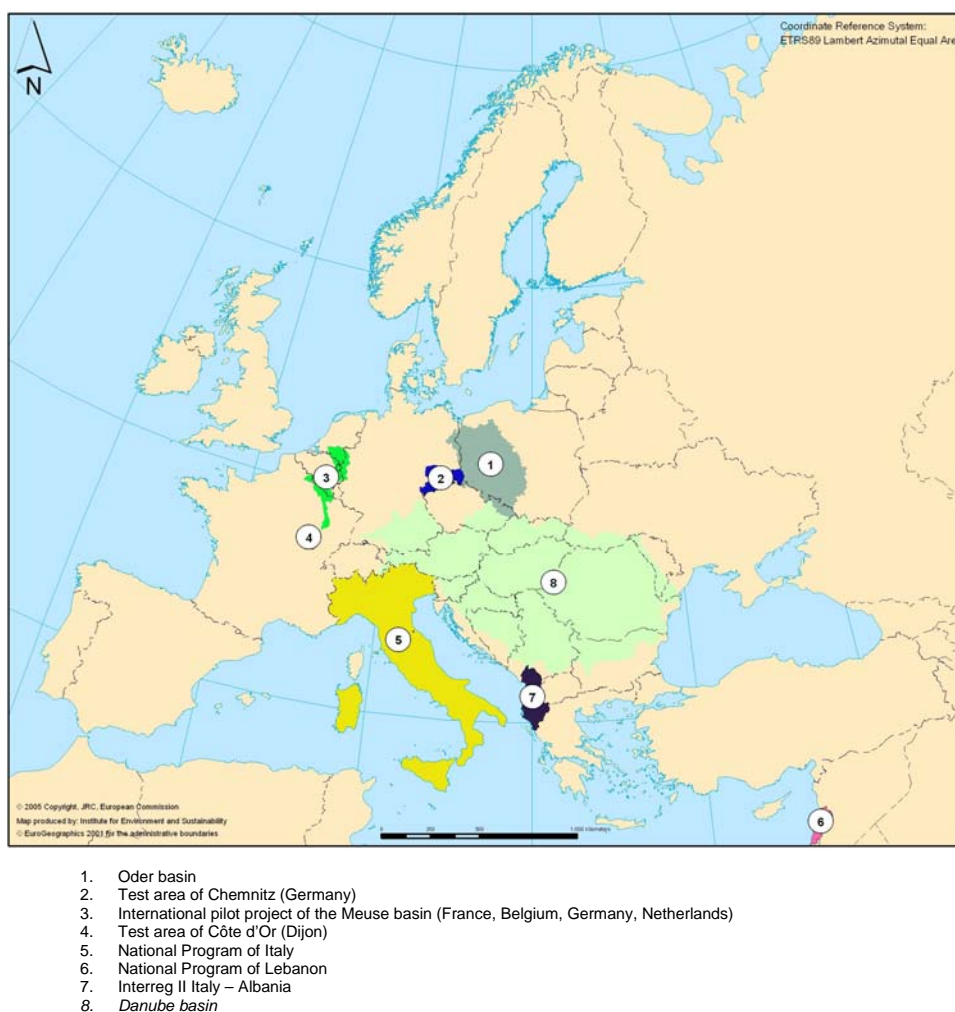 Coordinate Reference System:
ETRS89 Lambert Azimutal Equal Are
N
1
2
3
4
8
5
7
6
© 2005 Copyright, JRC, European Commission
Map produced by: Institute for Environment and Sustainability
© EuroGeographics 2001 for the administrative boundaries
0 250 500 1.000 kilometers
1. Oder basin
2. Test area of Chemnitz (Germany)
3. International pilot project of the Meuse basin (France, Belgium, Germany, Netherlands)
4. Test area of Côte d'Or (Dijon)
5. National Program of Italy
6. National Program of Lebanon
7. Interreg II Italy – Albania
8. Danube basin